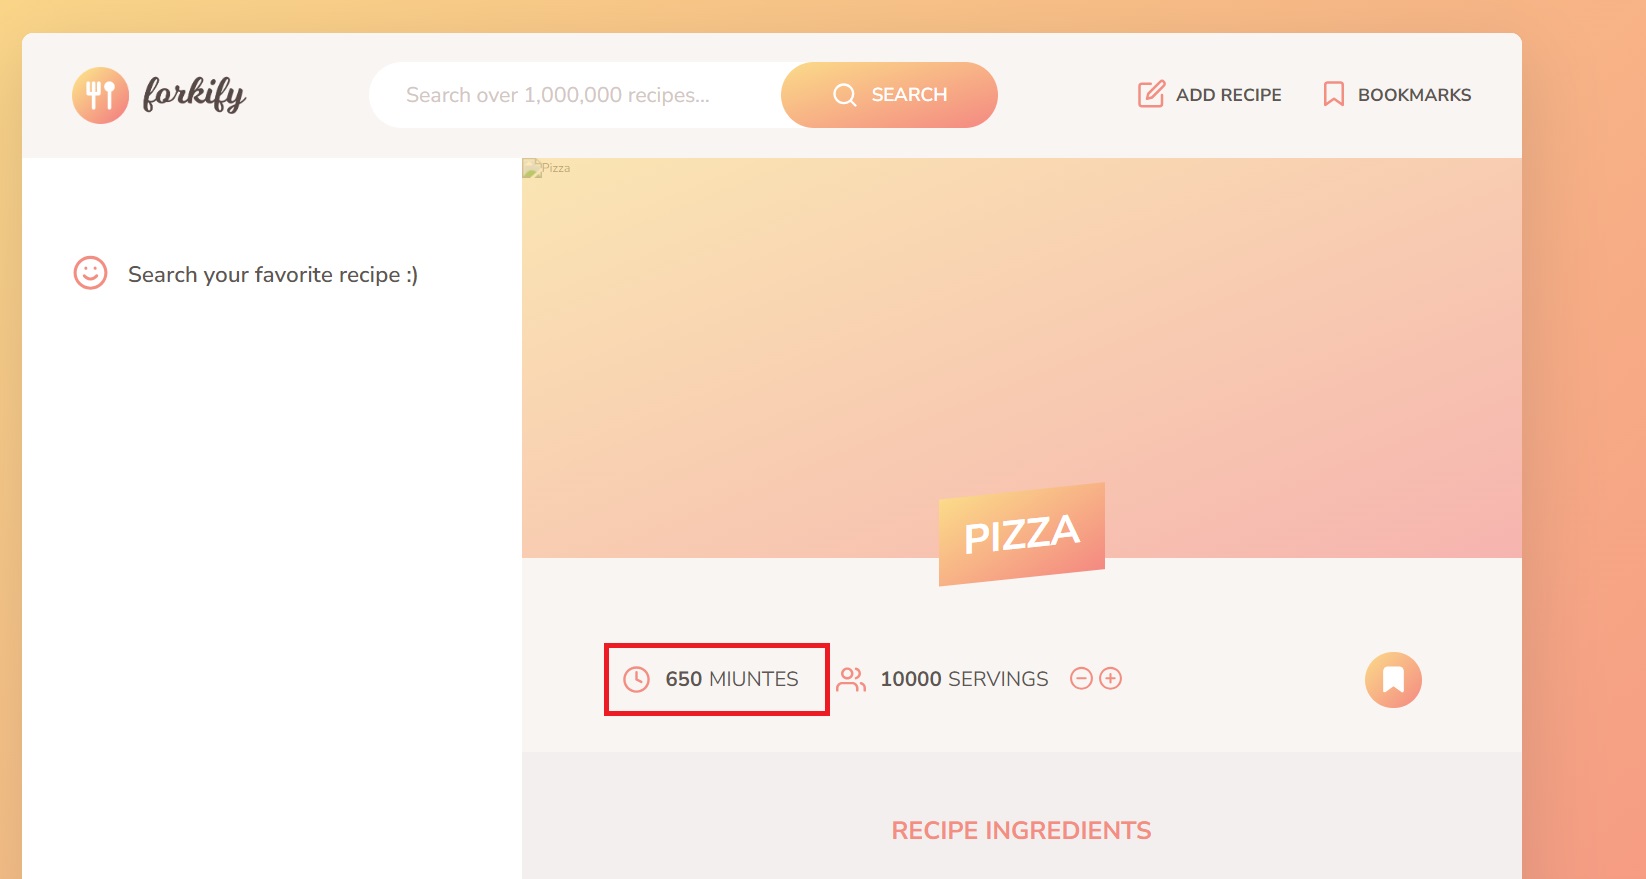 forkify
Search over 1,000,000 recipes...
SEARCH
ADD RECIPE
BOOKMARKS
Pizza
Search your favorite recipe :)
PIZZA
650 MIUNTES
10000 SERVINGS
RECIPE INGREDIENTS